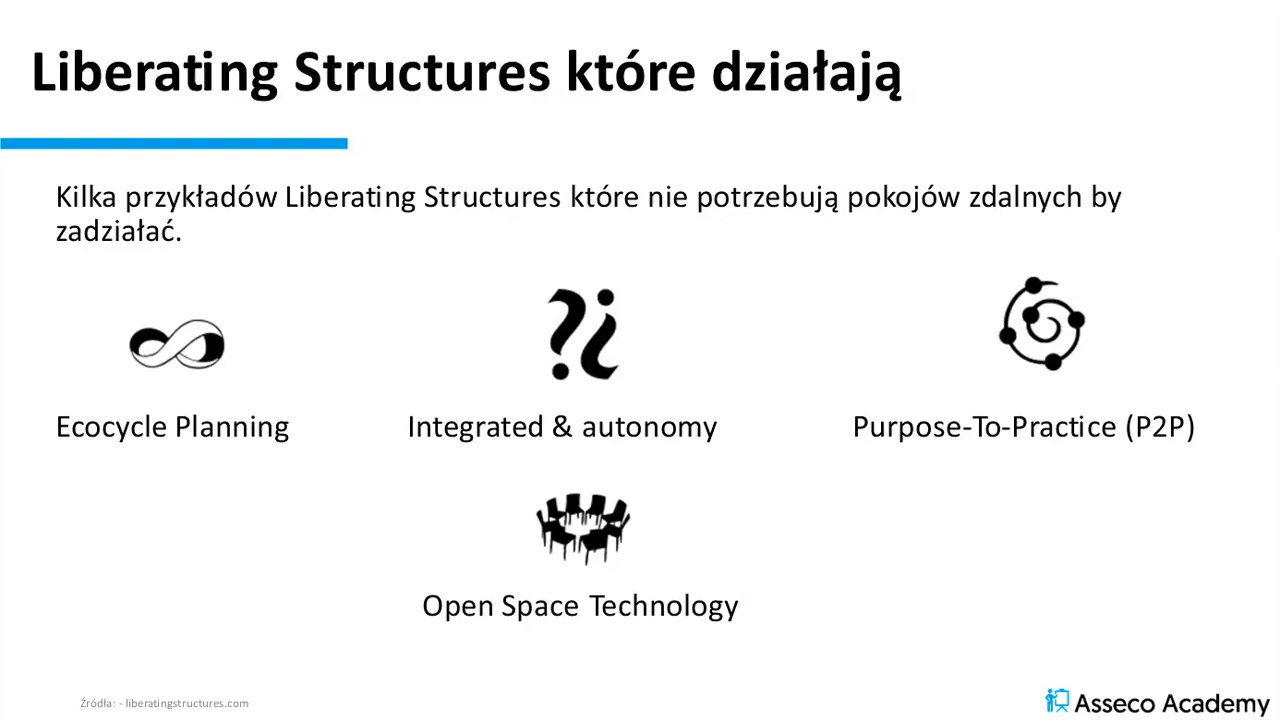 Liberating Structures które działają
Kilka przykładów Liberating Structures które nie potrzebują pokojów zdalnych by
zadziałać.
Ecocycle Planning
Integrated & autonomy
Purpose-To-Practice (P2P)
Open Space Technology
Źródła: - liberatingstructures.com
Asseco Academy